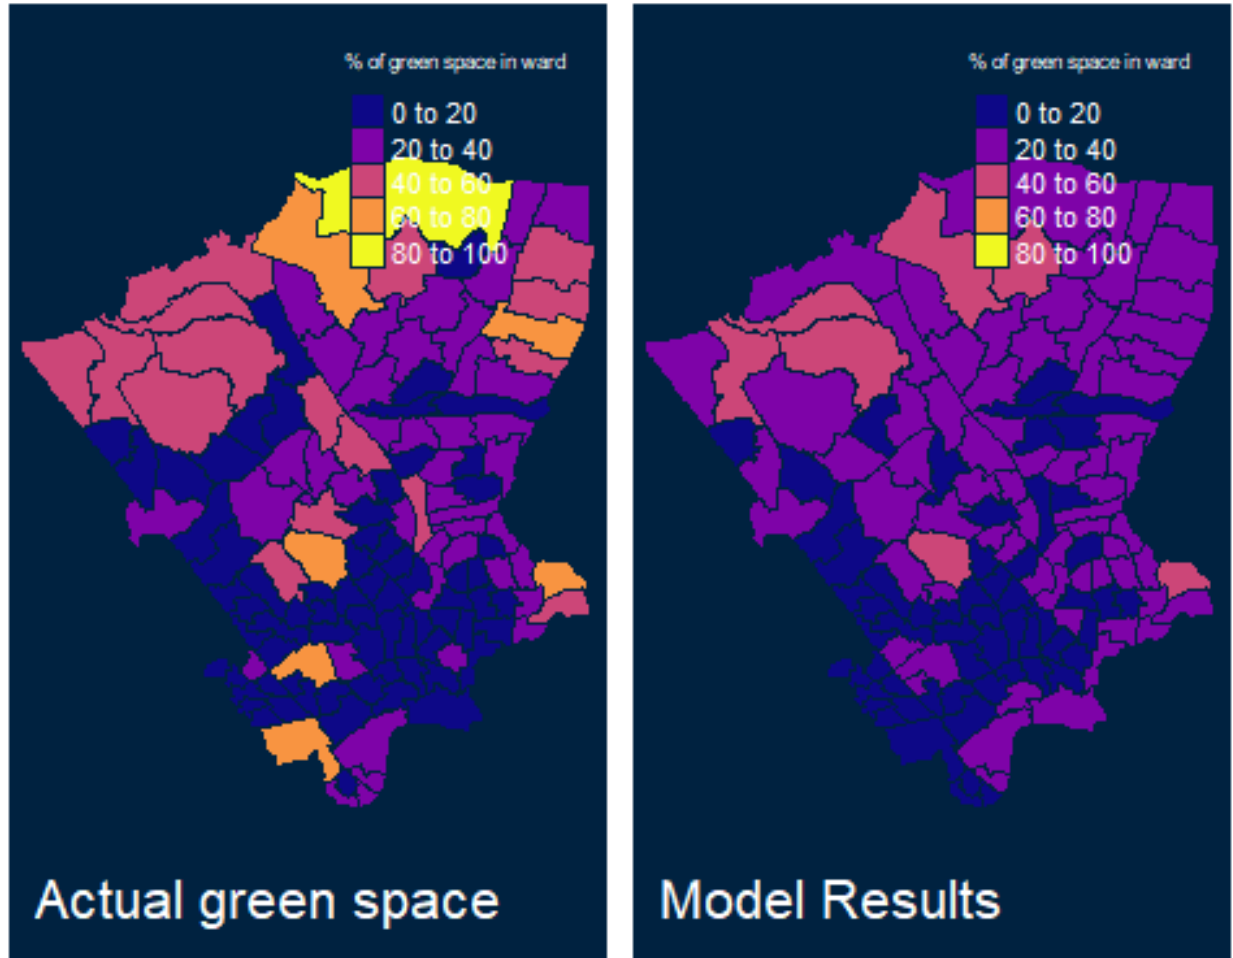 % of green space in ward
0 to 20
20 to 40
40 to 60
60 to 80
80 to 100
Actual green space
% of green space in ward
0 to 20
20 to 40
40 to 60
60 to 80
80 to 100
Model Results